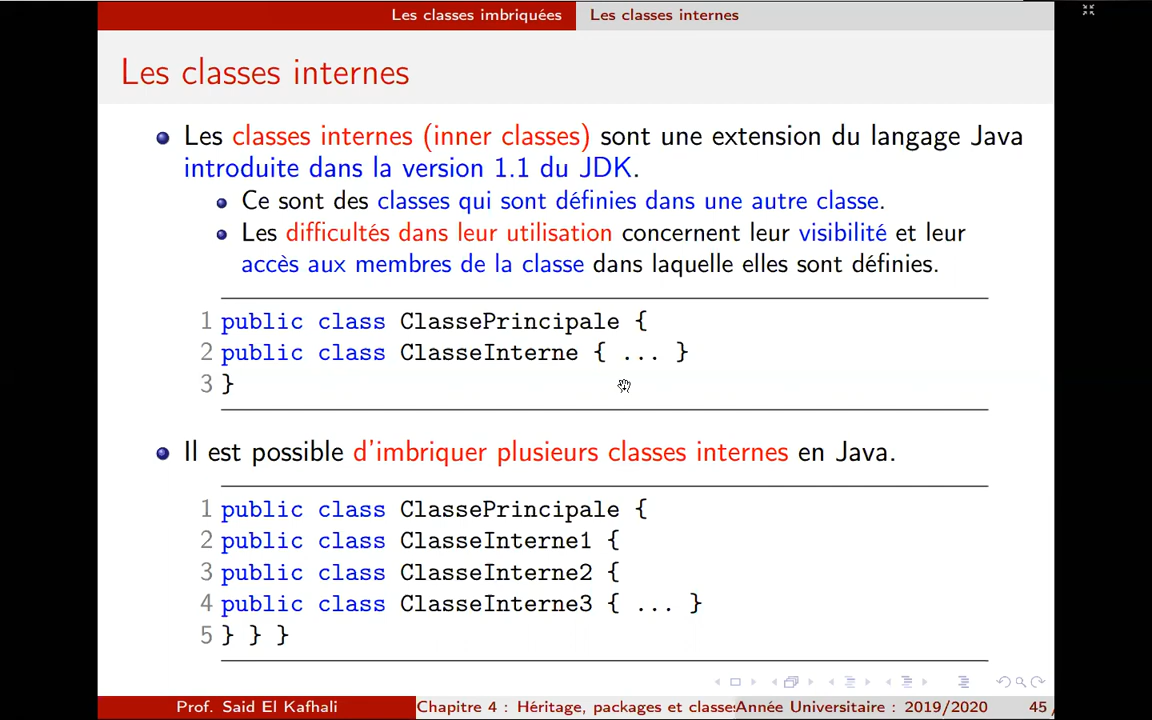 Les classes imbriquées Les classes internes
Les classes internes
Les classes internes (inner classes) sont une extension du langage Java
introduite dans la version 1.1 du JDK.
Ce sont des classes qui sont définies dans une autre classe.
Les difficultés dans leur utilisation concernent leur visibilité et leur
accès aux membres de la classe dans laquelle elles sont définies.
1 public class ClassePrincipale {
2 public class ClasseInterne { ... }
3 }
Il est possible d'imbriquer plusieurs classes internes en Java.
1 public class ClassePrincipale {
2 public class ClasseInterne1 {
3 public class ClasseInterne2 {
4 public class ClasseInterne3 { ... }
5 } } }
Prof. Said El Kafhali Chapitre 4 : Héritage, packages et classes Année Universitaire : 2019/2020 45 /